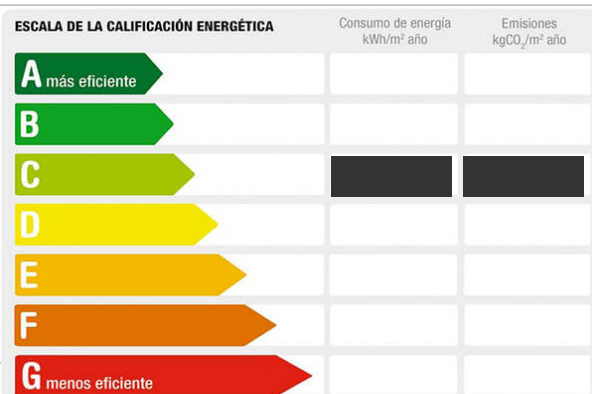 ESCALA DE LA CALIFICACIÓN ENERGÉTICA
Consumo de energía
kWh/m² año
Emisiones
kgCO₂/m² año
A más eficiente
B
C
D
E
F
G menos eficiente